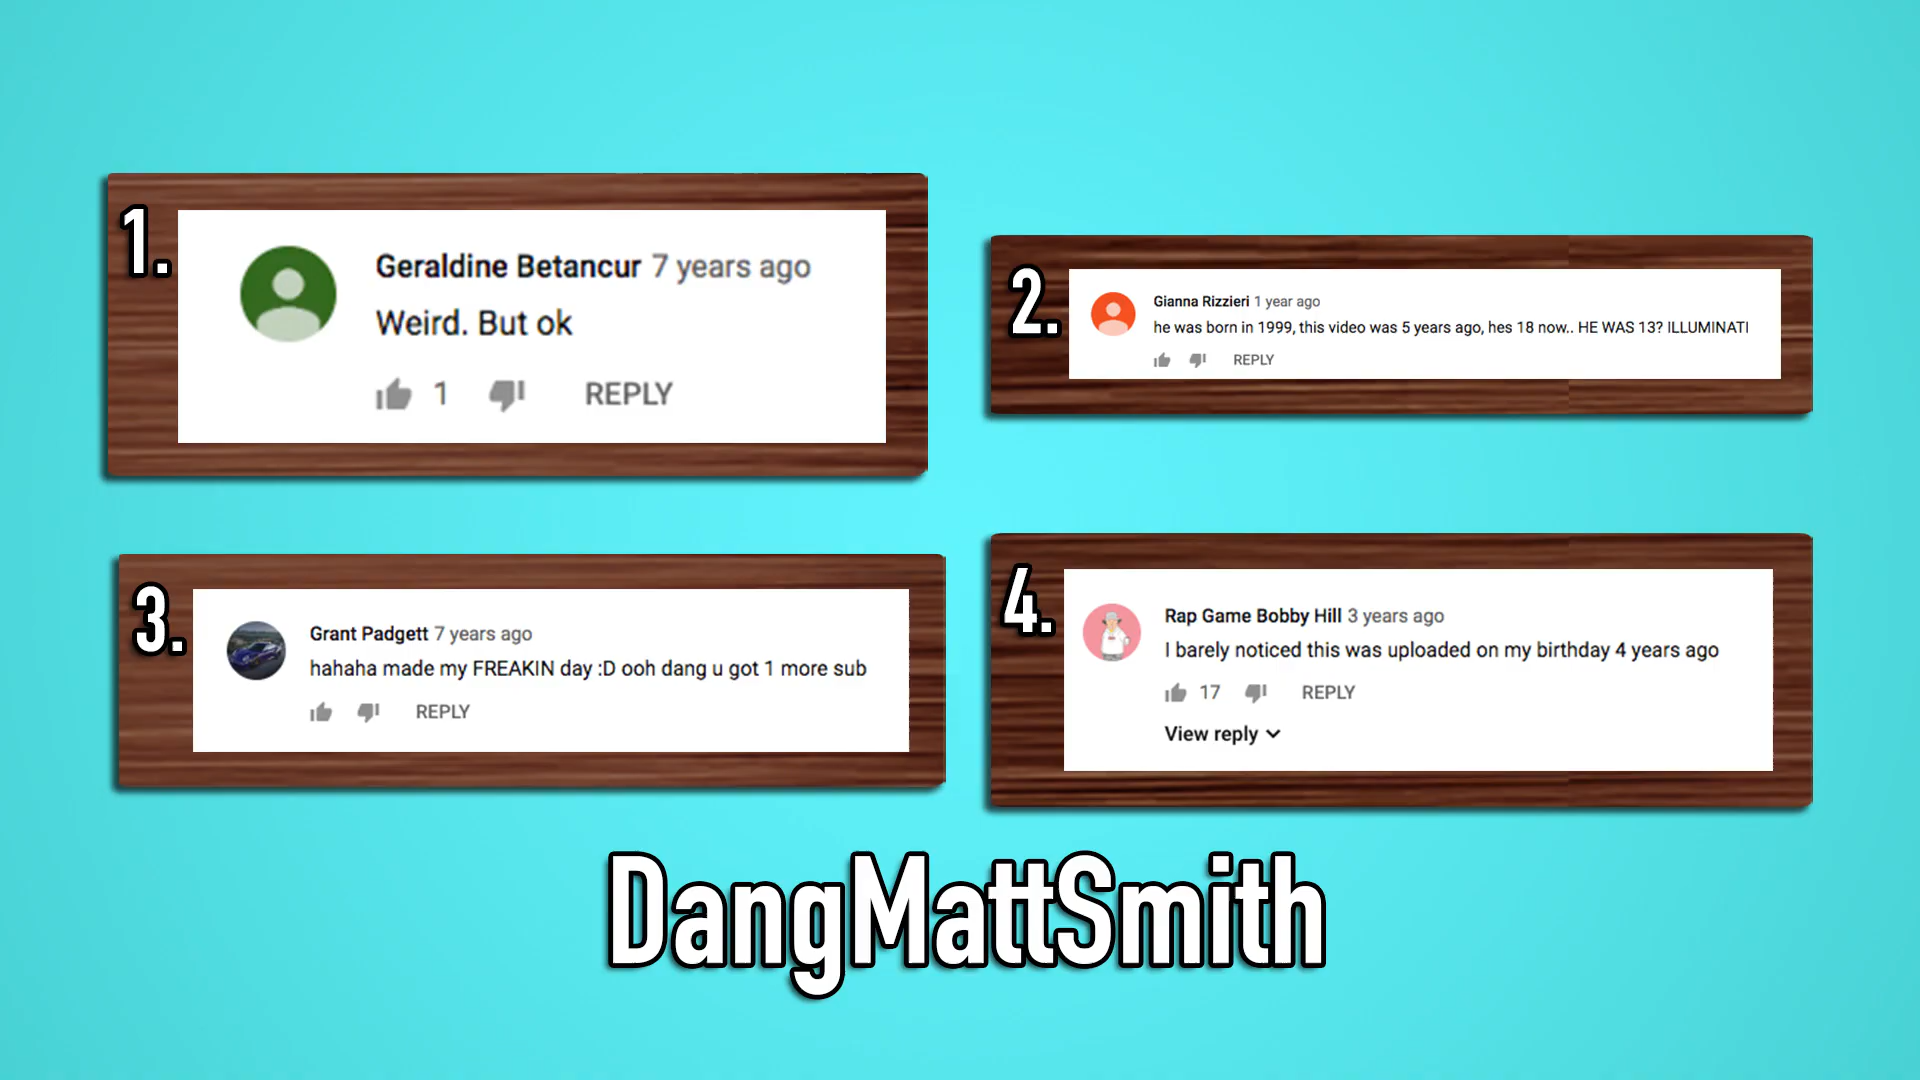 1.
Geraldine Betancur 7 years ago
Weird. But ok
1 REPLY
2.
Gianna Rizzieri 1 year ago
he was born in 1999, this video was 5 years ago, hes 18 now.. HE WAS 13? ILLUMINATI
REPLY
3.
Grant Padgett 7 years ago
hahaha made my FREAKIN day :D ooh dang u got 1 more sub
REPLY
4.
Rap Game Bobby Hill 3 years ago
I barely noticed this was uploaded on my birthday 4 years ago
17 REPLY
View reply
DangMattSmith